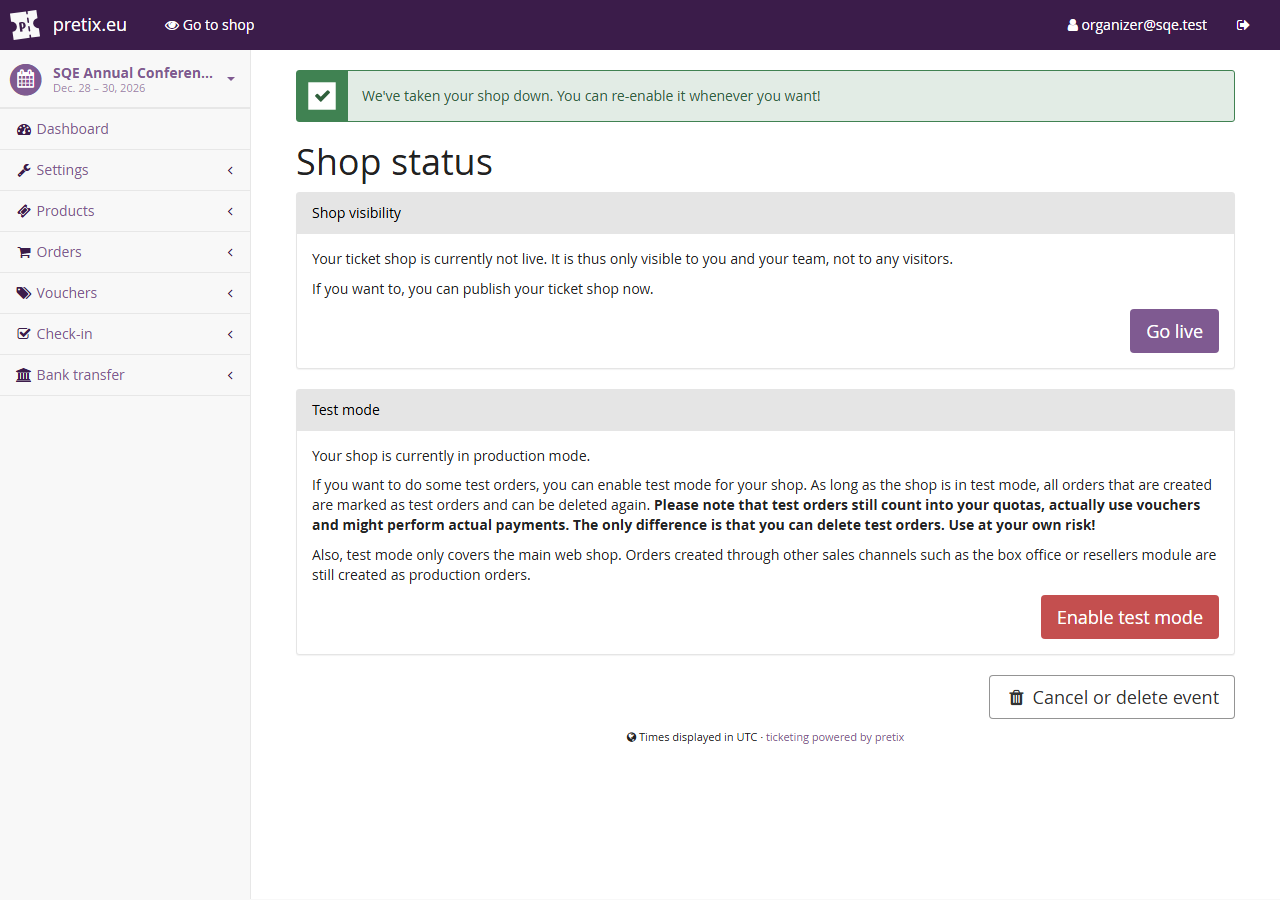 pretix.eu
Go to shop
organizer@sqe.test
SQE Annual Conferen...
Dec. 28 – 30, 2026
Dashboard
Settings
Products
Orders
Vouchers
Check-in
Bank transfer
We've taken your shop down. You can re-enable it whenever you want!
Shop status
Shop visibility
Your ticket shop is currently not live. It is thus only visible to you and your team, not to any visitors.
If you want to, you can publish your ticket shop now.
Go live
Test mode
Your shop is currently in production mode.
If you want to do some test orders, you can enable test mode for your shop. As long as the shop is in test mode, all orders that are created
are marked as test orders and can be deleted again. Please note that test orders still count into your quotas, actually use vouchers
and might perform actual payments. The only difference is that you can delete test orders. Use at your own risk!
Also, test mode only covers the main web shop. Orders created through other sales channels such as the box office or resellers module are
still created as production orders.
Enable test mode
Cancel or delete event
Times displayed in UTC · ticketing powered by pretix